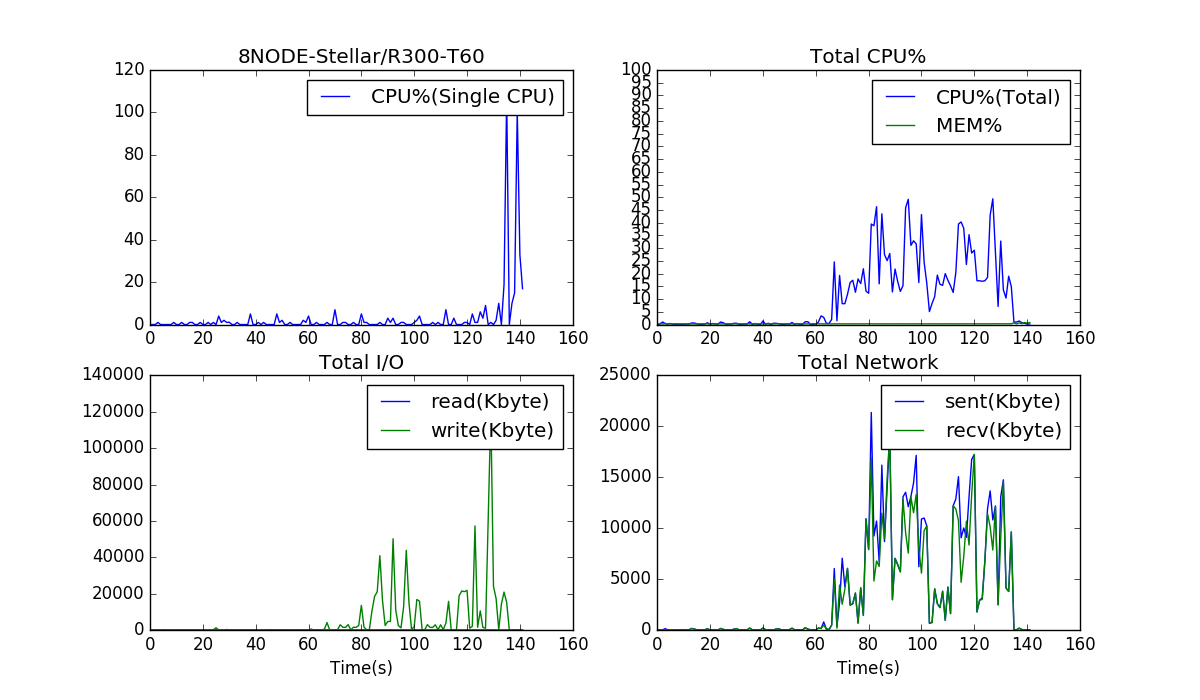 8NODE-Stellar/R300-T60
120
100
80
60
40
20
0
0 20 40 60 80 100 120 140 160
CPU%(Single CPU)
Total CPU%
100
95
90
85
80
75
70
65
60
55
50
45
40
35
30
25
20
15
10
5
0
0 20 40 60 80 100 120 140 160
CPU%(Total)
MEM%
Total I/O
140000
120000
100000
80000
60000
40000
20000
0
0 20 40 60 80 100 120 140 160
Time(s)
read(Kbyte)
write(Kbyte)
Total Network
25000
20000
15000
10000
5000
0
0 20 40 60 80 100 120 140 160
Time(s)
sent(Kbyte)
recv(Kbyte)